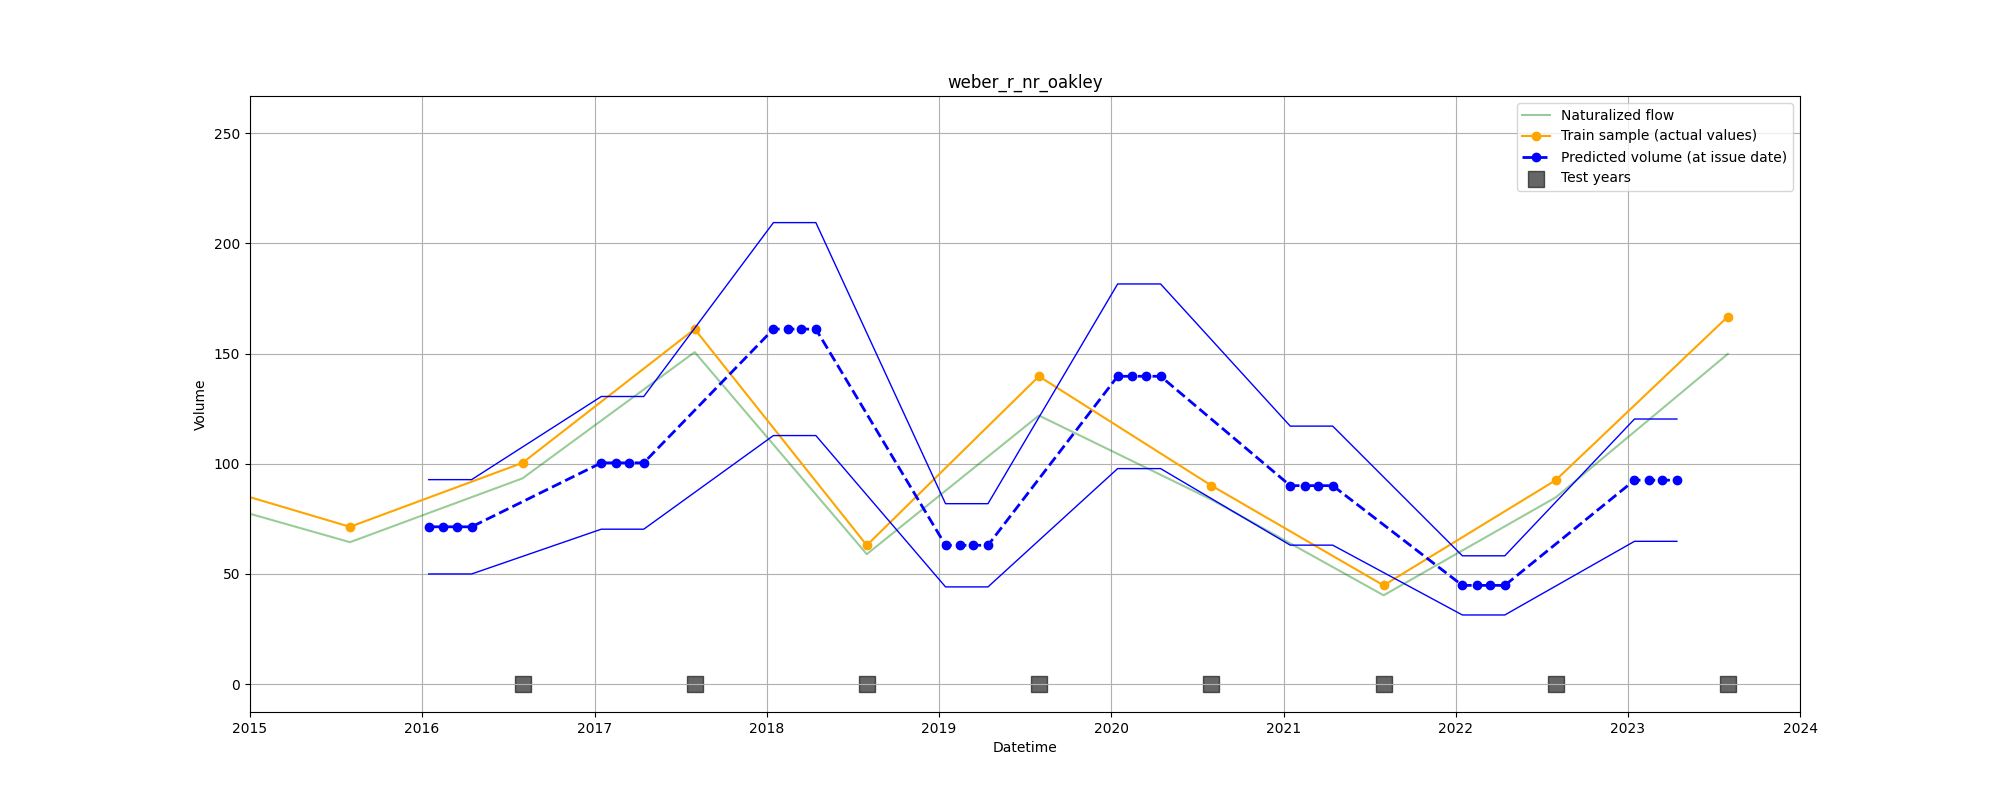 weber_r_nr_oakley
Naturalized flow
Train sample (actual values)
Predicted volume (at issue date)
Test years
Volume
250
200
150
100
50
0
2015 2016 2017 2018 2019 2020 2021 2022 2023 2024
Datetime